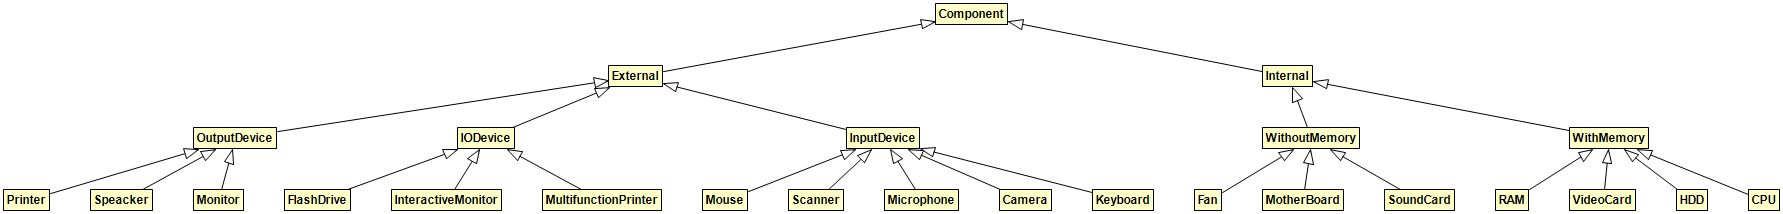 Component
External
Internal
OutputDevice
IODevice
InputDevice
WithoutMemory
WithMemory
Printer
Speacker
Monitor
FlashDrive
InteractiveMonitor
MultifunctionPrinter
Mouse
Scanner
Microphone
Camera
Keyboard
Fan
MotherBoard
SoundCard
RAM
VideoCard
HDD
CPU